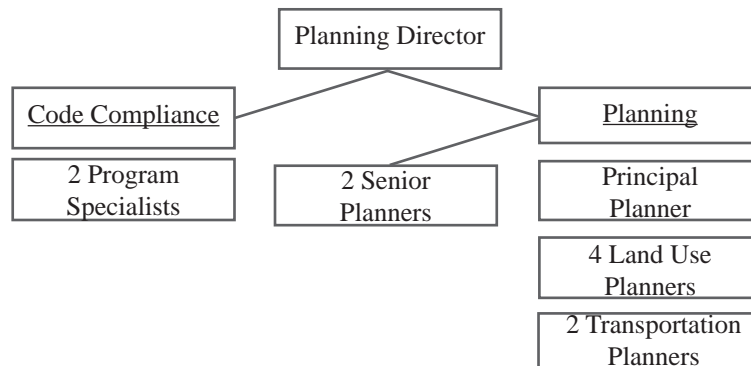 Planning Director
Code Compliance
Planning
2 Program
Specialists
2 Senior
Planners
Principal
Planner
4 Land Use
Planners
2 Transportation
Planners